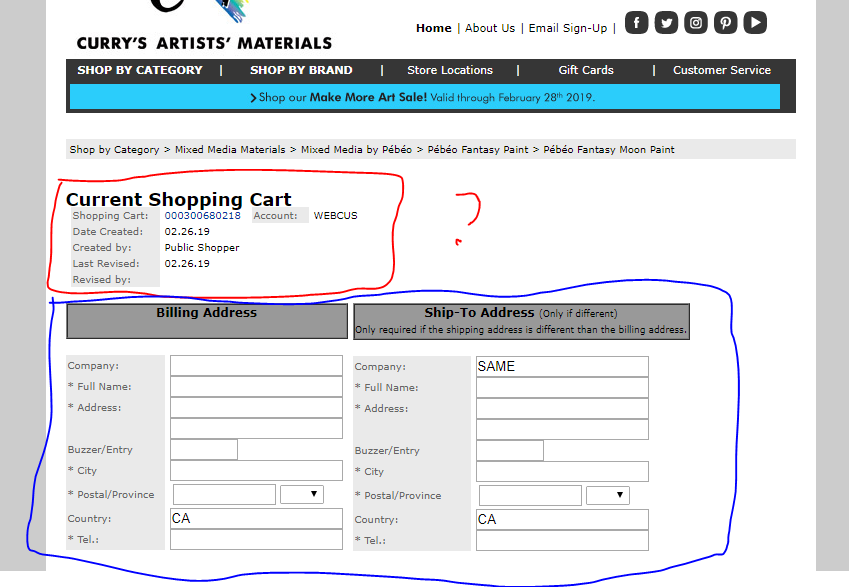 CURRY'S ARTISTS' MATERIALS
Home | About Us | Email Sign-Up |
SHOP BY CATEGORY | SHOP BY BRAND | Store Locations | Gift Cards | Customer Service
Shop our Make More Art Sale! Valid through February 28th 2019.
Shop by Category > Mixed Media Materials > Mixed Media by Pébéo > Pébéo Fantasy Paint > Pébéo Fantasy Moon Paint
Current Shopping Cart
Shopping Cart: 000300680218 Account: WEBCUS
Date Created: 02.26.19
Created by: Public Shopper
Last Revised: 02.26.19
Revised by:
?
Billing Address
Ship-To Address (Only if different)
Only required if the shipping address is different than the billing address.
Company:
* Full Name:
* Address:
Buzzer/Entry
* City
* Postal/Province
Country: CA
* Tel.:
Company: SAME
* Full Name:
* Address:
Buzzer/Entry
* City
* Postal/Province
Country: CA
* Tel.: